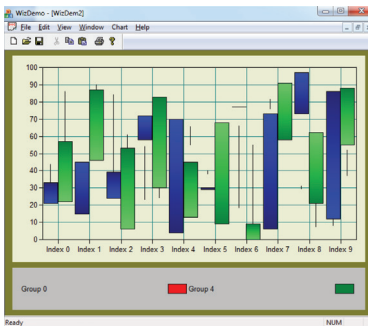 WizDemo - [WizDem2]
File Edit View Window Chart Help
100
90
80
70
60
50
40
30
20
10
0
Index 0 Index 1 Index 2 Index 3 Index 4 Index 5 Index 6 Index 7 Index 8 Index 9
Group 0 Group 4
Ready NUM